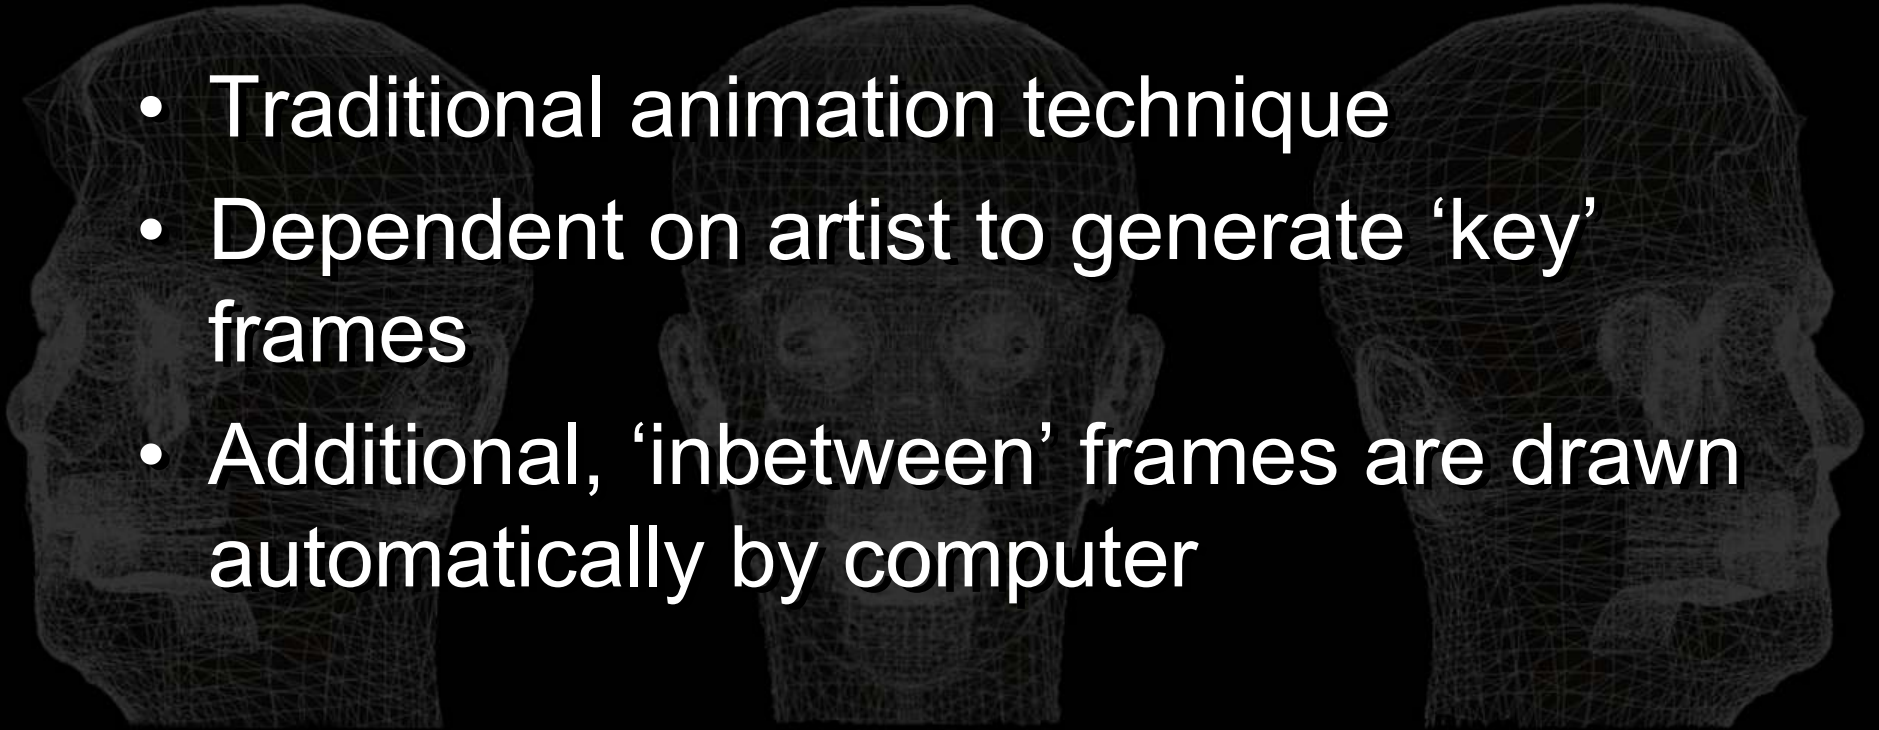 • Traditional animation technique
• Dependent on artist to generate ‘key’
frames
• Additional, ‘inbetween’ frames are drawn
automatically by computer